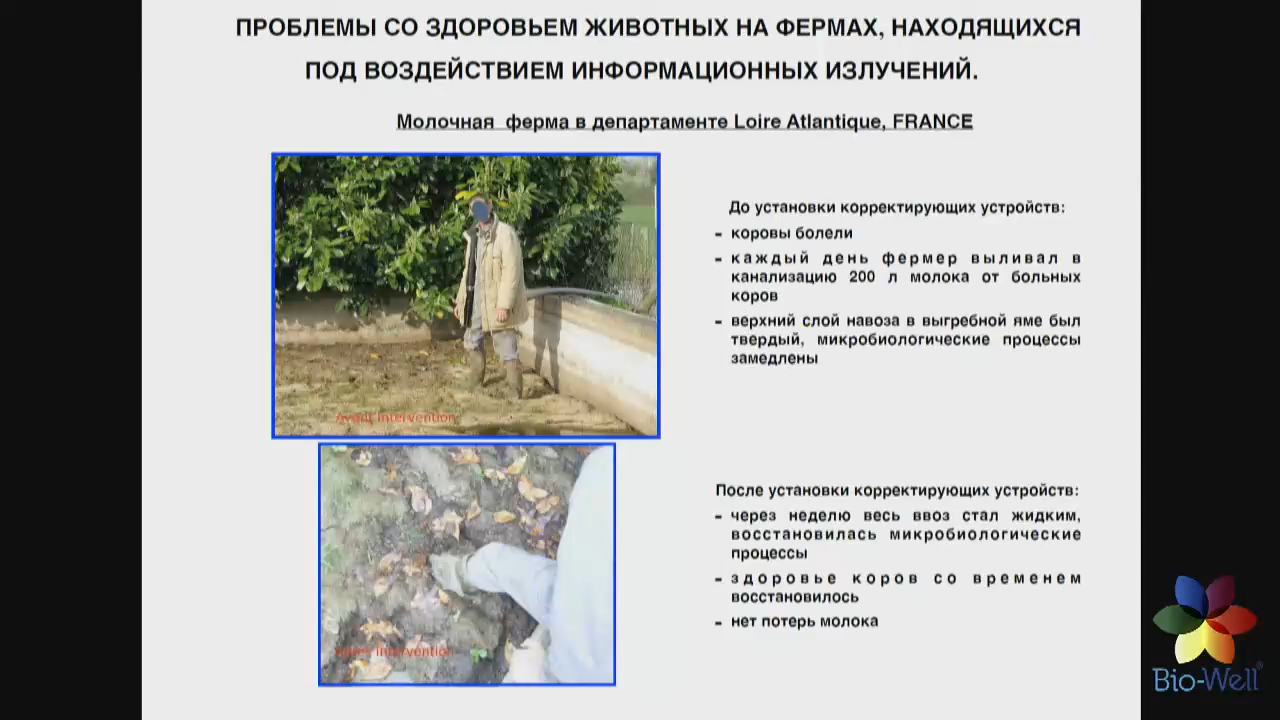 ПРОБЛЕМЫ СО ЗДОРОВЬЕМ ЖИВОТНЫХ НА ФЕРМАХ, НАХОДЯЩИХСЯ
ПОД ВОЗДЕЙСТВИЕМ ИНФОРМАЦИОННЫХ ИЗЛУЧЕНИЙ.
Молочная ферма в департаменте Loire Atlantique, FRANCE
До установки корректирующих устройств:
- коровы болели
- каждый день фермер выливал в
канализацию 200 л молока от больных
коров
- верхний слой навоза в выгребной яме был
твердый, микробиологические процессы
замедлены
Avant Intervention
После установки корректирующих устройств:
- через неделю весь ввоз стал жидким,
восстановилась микробиологические
процессы
- здоровье коров со временем
восстановилось
- нет потерь молока
Intervention
Bio-Well®